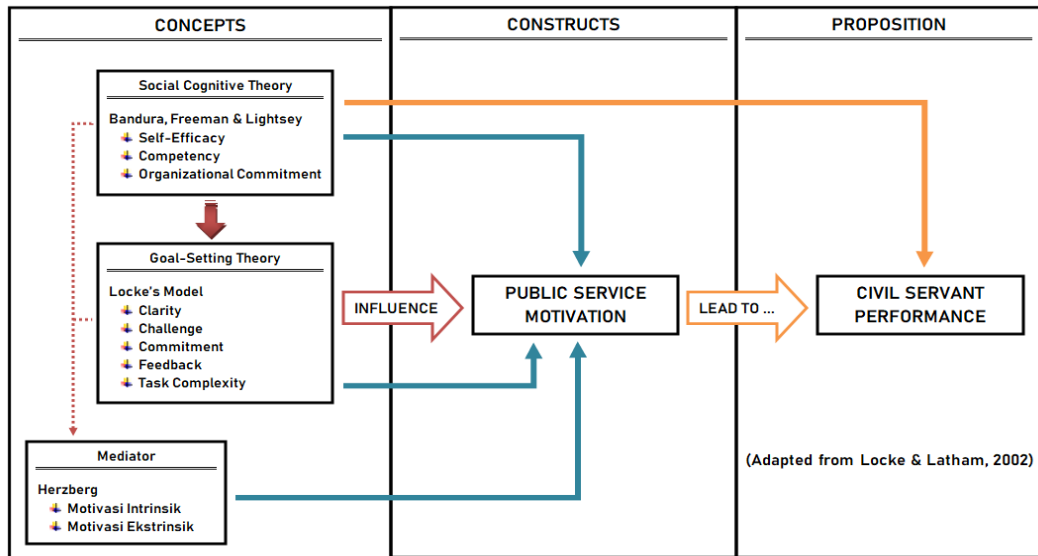 CONCEPTS
CONSTRUCTS
PROPOSITION
Social Cognitive Theory
Bandura, Freeman & Lightsey
Self-Efficacy
Competency
Organizational Commitment
Goal-Setting Theory
Locke's Model
Clarity
Challenge
Commitment
Feedback
Task Complexity
INFLUENCE
PUBLIC SERVICE
MOTIVATION
LEAD TO ...
CIVIL SERVANT
PERFORMANCE
Mediator
Herzberg
Motivasi Intrinsik
Motivasi Ekstrinsik
(Adapted from Locke & Latham, 2002)